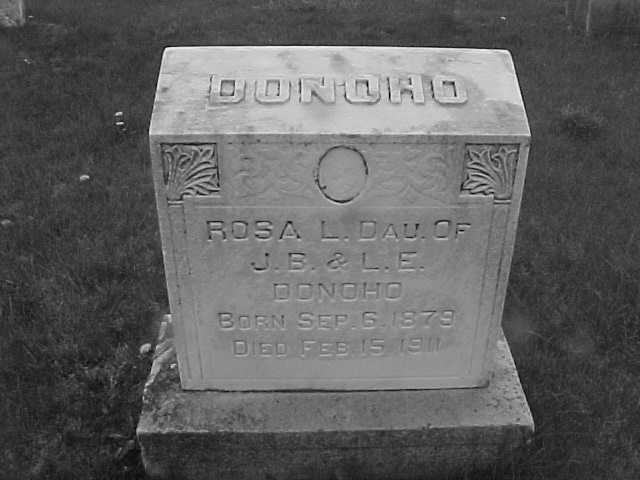 DONOHO
ROSA L. DAU. OF
J. B. & L. E.
DONOHO
BORN SEP. 6. 1879
DIED FEB. 15. 1911